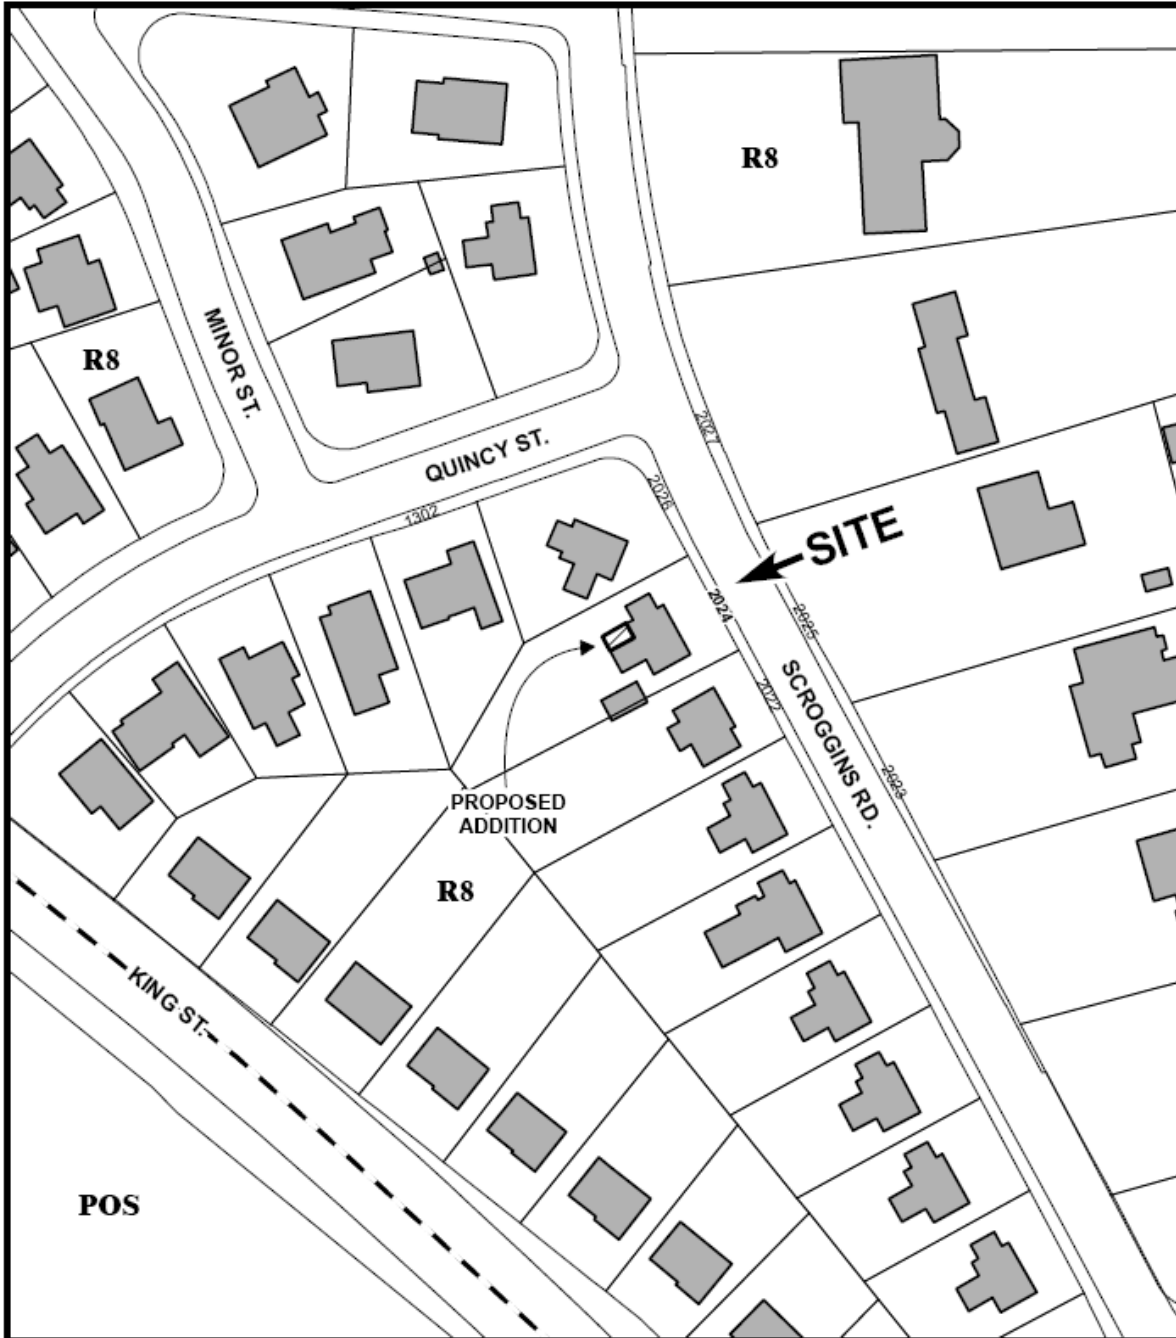 R8
MINOR ST.
R8
QUINCY ST.
2027
2026
1302
SITE
2024
2025
SCROGGINS RD.
2022
2023
PROPOSED
ADDITION
R8
KING ST.
POS